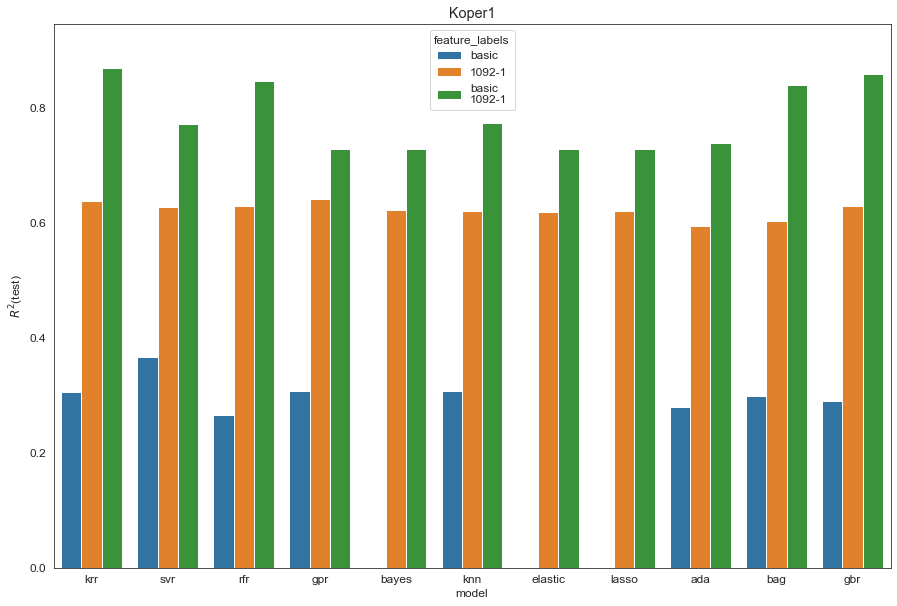 Koper1
feature_labels
basic
1092-1
basic
1092-1
0.8
0.6
0.4
0.2
0.0
R²(test)
krr svr rfr gpr bayes knn elastic lasso ada bag gbr
model